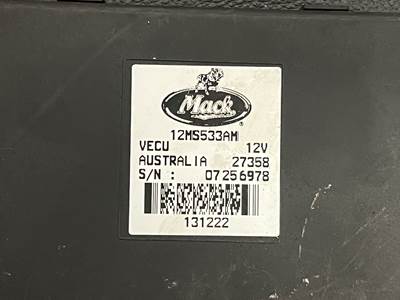 Mack
®
12MS533AM
VECU 12V
AUSTRALIA 27358
S/N : 07256978
131222